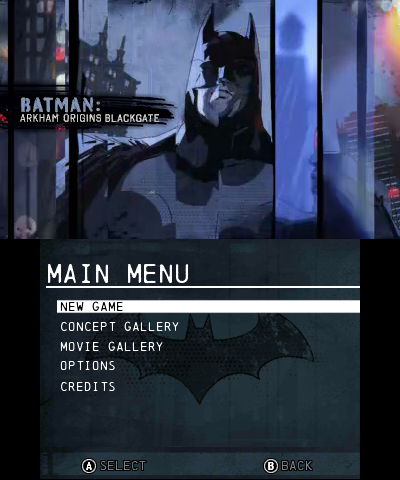 BATMAN:
ARKHAM ORIGINS BLACKGATE
MAIN MENU
NEW GAME
CONCEPT GALLERY
MOVIE GALLERY
OPTIONS
CREDITS
A SELECT
B BACK